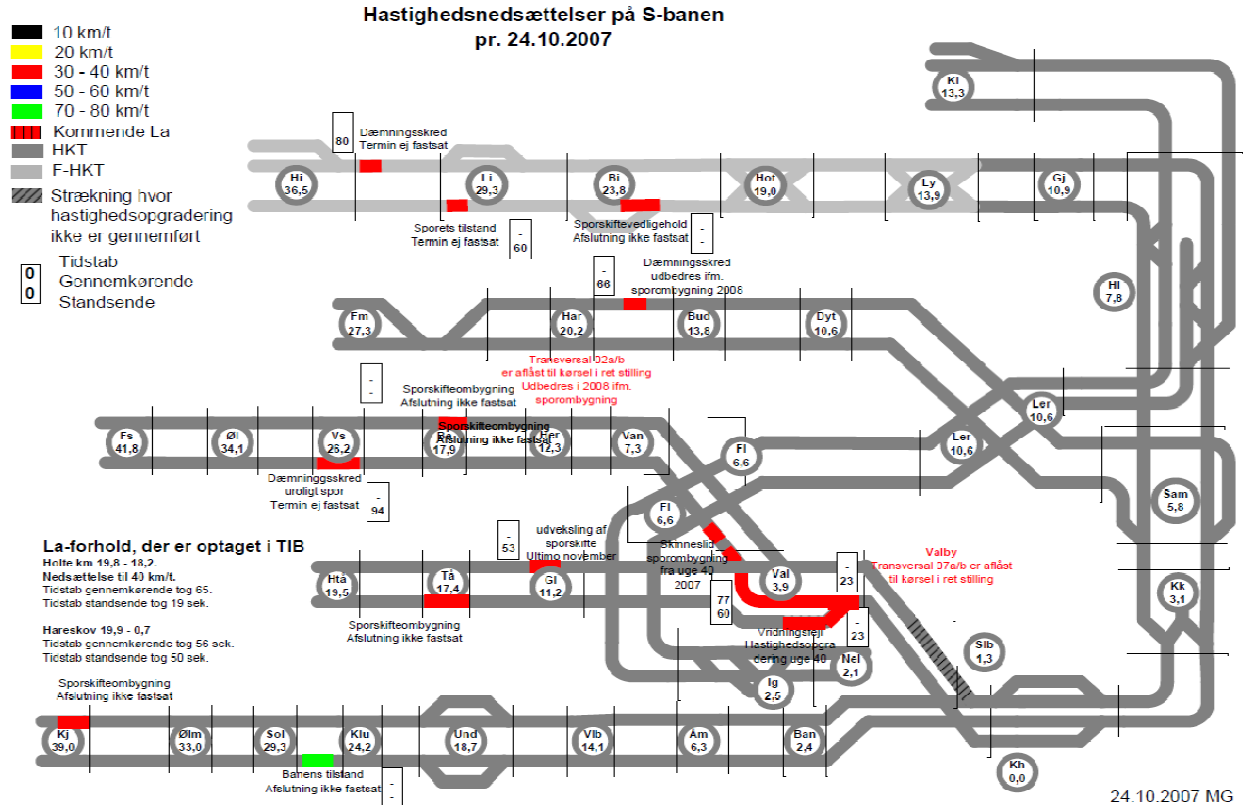 Hastighedsnedsættelser på S-banen
pr. 24.10.2007
10 km/t
20 km/t
30 - 40 km/t
50 - 60 km/t
70 - 80 km/t
Kommende La
HKT
F-HKT
Strækning hvor
hastighedsopgradering
ikke er gennemført
0
0
Tidstab
Gennemkørende
Standsende
Kl
13,3
80
Dæmningsskred
Termin ej fastsat
Hi
36,5
Li
29,3
Bi
23,8
Hot
19,0
Ly
13,9
Gj
10,9
Sporets tilstand
Termin ej fastsat
-
60
Sporskiftevedligehold
Afslutning ikke fastsat
-
-
Hl
7,8
-
66
Dæmningsskred
udbedres ifm.
sporombygning 2008
Fm
27,3
Har
20,2
Bud
13,8
Dyt
10,6
Transversal 02a/b
er aflåst til kørsel i ret stilling
Udbedres i 2008 ifm.
sporombygning
-
-
Sporskifteombygning
Afslutning ikke fastsat
Sporskifteombygning
Afslutning ikke fastsat
Fs
41,8
Øl
34,1
Vs
26,2
Ba
17,9
Her
12,3
Van
7,3
Fl
6,6
Ler
10,6
Ler
10,6
Dæmningsskred
uroligt spor
Termin ej fastsat
-
94
Fl
6,6
Sam
5,8
-
53
udveksling af
sporskifte
Ultimo november
Skinneslid
sporombygning
fra uge 40
2007
Valby
Transversal 07a/b er aflåst
til kørsel i ret stilling
La-forhold, der er optaget i TIB
Holte km 19,8 - 18,2.
Nedsættelse til 40 km/t.
Tidstab gennemkørende tog 65.
Tidstab standsende tog 19 sek.
Hareskov 19,9 - 0,7
Tidstab gennemkørende tog 56 sek.
Tidstab standsende tog 50 sek.
Htå
19,5
Tå
17,4
Gl
11,2
Val
3,9
-
23
77
60
-
23
Kk
3,1
Sporskifteombygning
Afslutning ikke fastsat
Vridningsfejl
Hastighedsopgra
dering uge 40
Nel
2,1
Slb
1,3
Ig
2,5
Sporskifteombygning
Afslutning ikke fastsat
Kj
39,0
Ølm
33,0
Sol
29,3
Klu
24,2
Und
18,7
Vlb
14,1
Am
6,3
Ban
2,4
Kh
0,0
Banens tilstand
Afslutning ikke fastsat
-
-
24.10.2007 MG